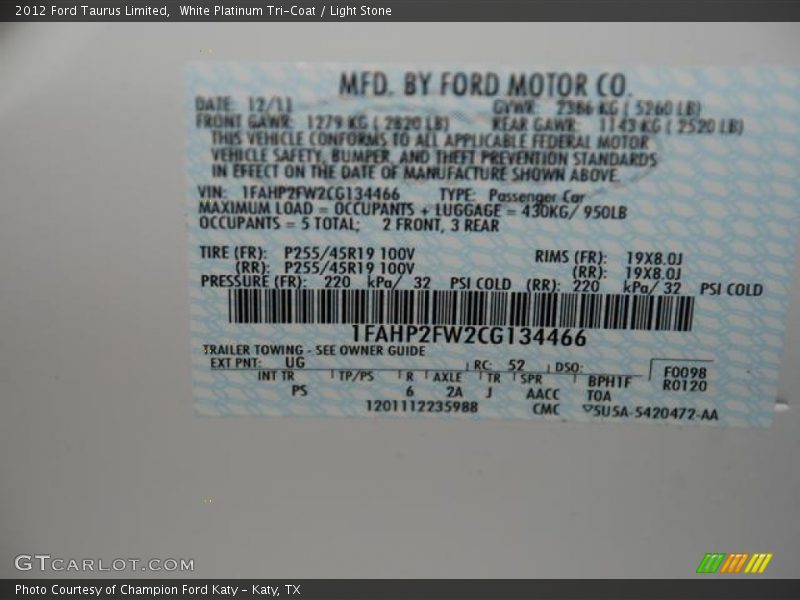 2012 Ford Taurus Limited,  White Platinum Tri-Coat / Light Stone
MFD. BY FORD MOTOR CO.
DATE: 12/11 GVWR: 2386 KG ( 5260 LB)
FRONT GAWR: 1279 KG ( 2820 LB) REAR GAWR: 1143 KG ( 2520 LB)
THIS VEHICLE CONFORMS TO ALL APPLICABLE FEDERAL MOTOR
VEHICLE SAFETY, BUMPER, AND THEFT PREVENTION STANDARDS
IN EFFECT ON THE DATE OF MANUFACTURE SHOWN ABOVE.
VIN: 1FAHP2FW2CG134466 TYPE: Passenger Car
MAXIMUM LOAD = OCCUPANTS + LUGGAGE = 430KG/ 950LB
OCCUPANTS = 5 TOTAL; 2 FRONT, 3 REAR
TIRE (FR): P255/45R19 100V RIMS (FR): 19X8.0J
(RR): P255/45R19 100V (RR): 19X8.0J
PRESSURE (FR): 220 kPa/ 32 PSI COLD (RR): 220 kPa/ 32 PSI COLD
1FAHP2FW2CG134466
TRAILER TOWING - SEE OWNER GUIDE
EXT PNT: UG RC: 52 DSO: F0098
INT TR TP/PS R AXLE TR SPR BPH1F R0120
PS 6 2A J AACC TOA
1201112235988 CMC 5U5A-5420472-AA
GTCARLOT.COM
Photo Courtesy of Champion Ford Katy - Katy, TX